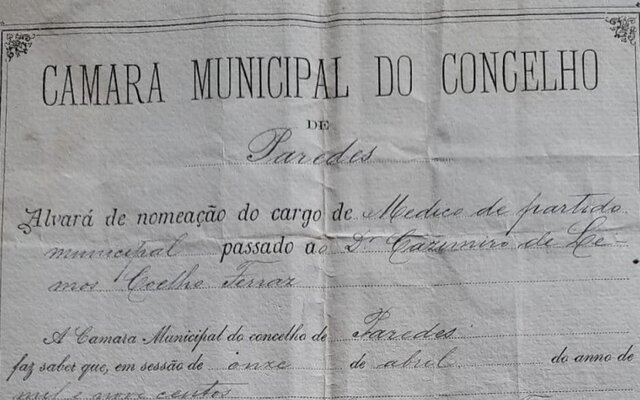 CAMARA MUNICIPAL DO CONCELHO
DE
Paredes
Alvará de nomeação do cargo de Medico de partido
municipal passado ao Dr Cazimiro de Le-
mos Coelho Ferraz
A Camara Municipal do concelho de Paredes
faz saber que, em sessão de onze de abril do anno de
mil e nove centos